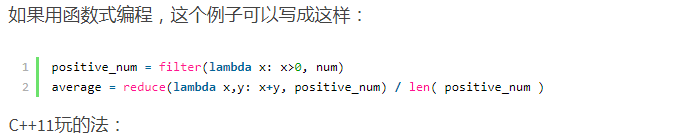 如果用函数式编程，这个例子可以写成这样：
1 positive_num = filter(lambda x: x>0, num)
2 average = reduce(lambda x,y: x+y, positive_num) / len( positive_num )
C++11玩的法：